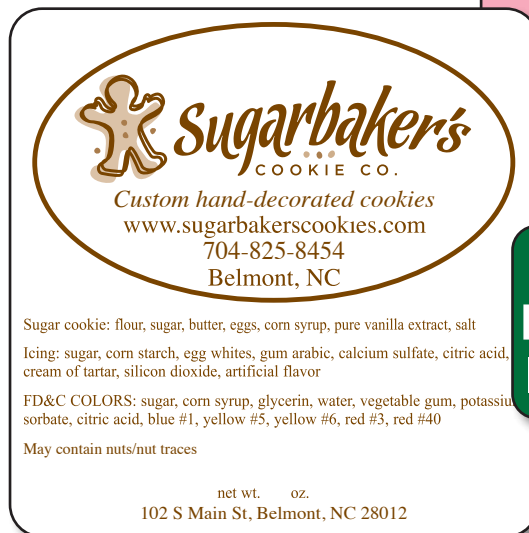 Sugarbaker's
COOKIE CO.
Custom hand-decorated cookies
www.sugarbakerscookies.com
704-825-8454
Belmont, NC
Sugar cookie: flour, sugar, butter, eggs, corn syrup, pure vanilla extract, salt
Icing: sugar, corn starch, egg whites, gum arabic, calcium sulfate, citric acid,
cream of tartar, silicon dioxide, artificial flavor
FD&C COLORS: sugar, corn syrup, glycerin, water, vegetable gum,
sorbate, citric acid, blue #1, yellow #5, yellow #6, red #3, red #40
May contain nuts/nut traces
net wt. oz.
102 S Main St, Belmont, NC 28012